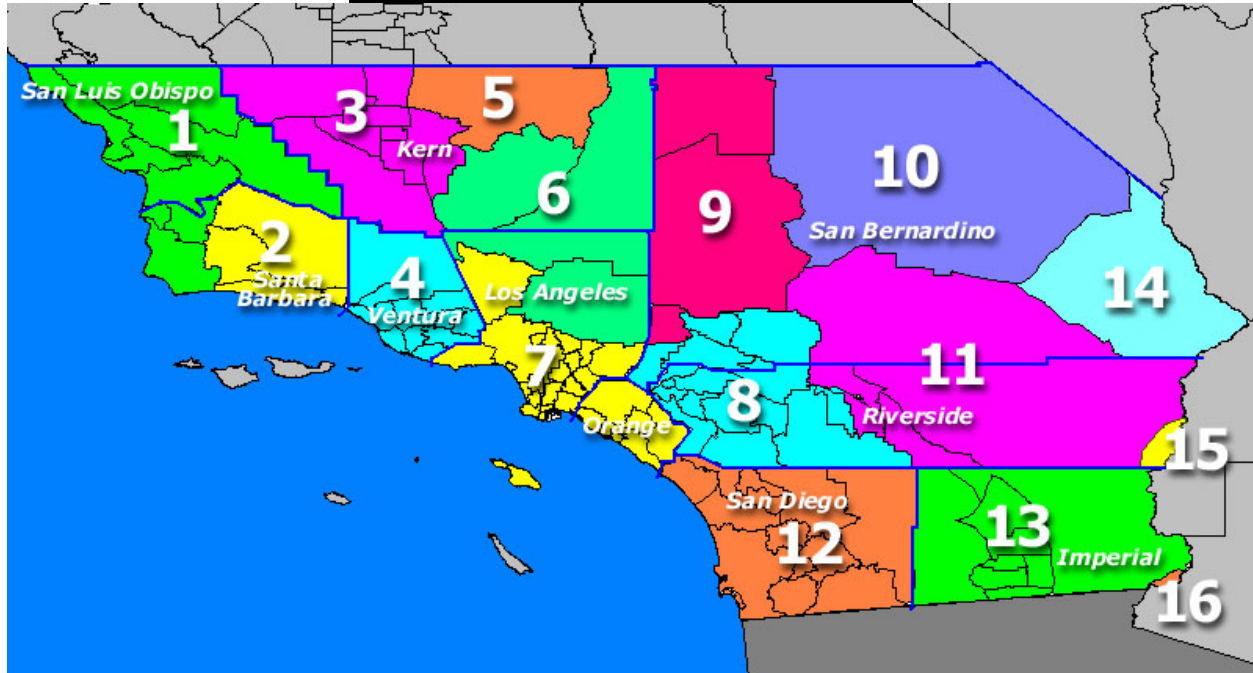 San Luis Obispo
1
3
5
Kern
6
9
10
San Bernardino
2
Santa
Barbara
4
Ventura
Los Angeles
14
7
8
11
Orange
Riverside
15
San Diego
12
13
Imperial
16